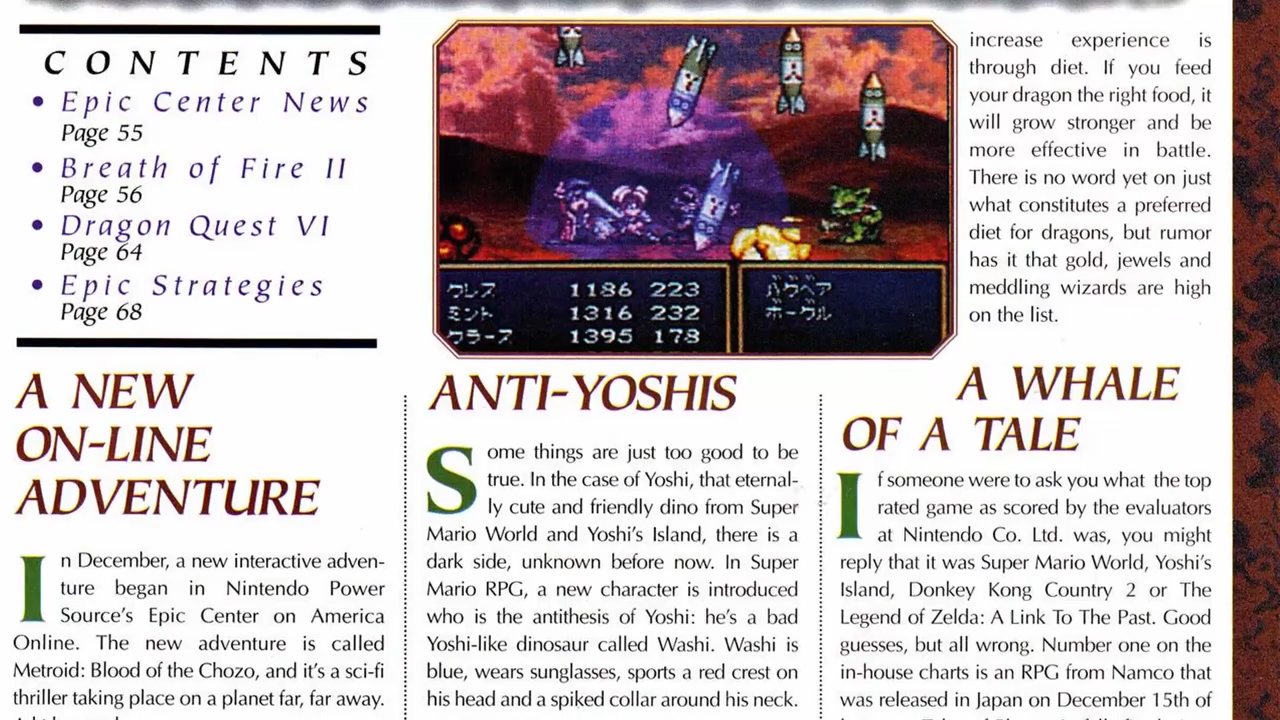 CONTENTS
• Epic Center News
Page 55
• Breath of Fire II
Page 56
• Dragon Quest VI
Page 64
• Epic Strategies
Page 68
A NEW
ON-LINE
ADVENTURE
In December, a new interactive adven-
ture began in Nintendo Power
Source's Epic Center on America
Online. The new adventure is called
Metroid: Blood of the Chozo, and it's a sci-fi
thriller taking place on a planet far, far away.
クレス 1186 223
ミント 1316 232
クラース 1395 178
バグベア
ボーグル
ANTI-YOSHIS
Some things are just too good to be
true. In the case of Yoshi, that eternal-
ly cute and friendly dino from Super
Mario World and Yoshi's Island, there is a
dark side, unknown before now. In Super
Mario RPG, a new character is introduced
who is the antithesis of Yoshi: he's a bad
Yoshi-like dinosaur called Washi. Washi is
blue, wears sunglasses, sports a red crest on
his head and a spiked collar around his neck.
increase experience is
through diet. If you feed
your dragon the right food, it
will grow stronger and be
more effective in battle.
There is no word yet on just
what constitutes a preferred
diet for dragons, but rumor
has it that gold, jewels and
meddling wizards are high
on the list.
A WHALE
OF A TALE
If someone were to ask you what the top
rated game as scored by the evaluators
at Nintendo Co. Ltd. was, you might
reply that it was Super Mario World, Yoshi's
Island, Donkey Kong Country 2 or The
Legend of Zelda: A Link To The Past. Good
guesses, but all wrong. Number one on the
in-house charts is an RPG from Namco that
was released in Japan on December 15th of